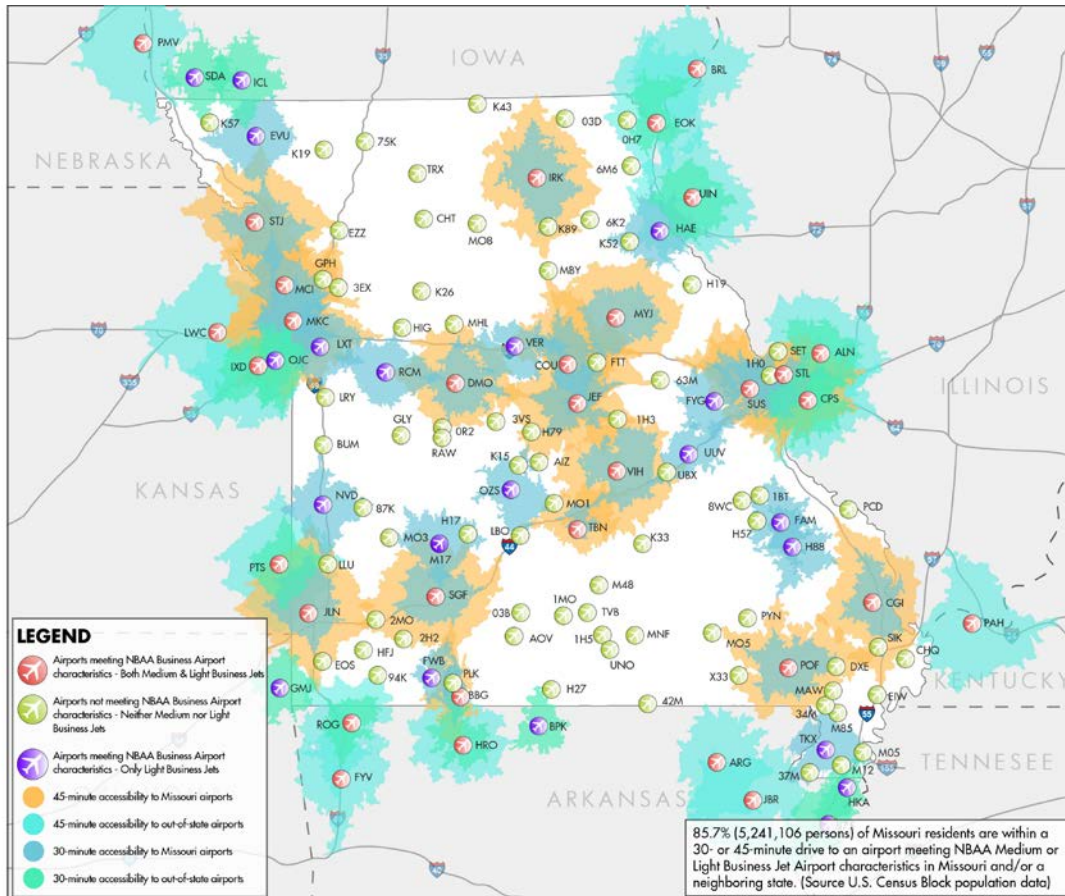 IOWA
PMV
SDA
ICL
K57
EVU
K19
75K
K43
03D
0H7
BRL
EOK
NEBRASKA
TRX
IRK
6M6
UIN
STJ
CHT
MO8
K89
6K2
K52
HAE
EZZ
GPH
MCI
3EX
K26
MBY
H19
MKC
LWC
70
HIG
MHL
MYJ
LXT
OJC
IXD
RCM
VER
DMO
COU
FTT
63M
1H0
SET
ALN
STL
ILLINOIS
LRY
JEF
FYG
SUS
CPS
GLY
0R2
3VS
1H3
BUM
RAW
H79
KANSAS
K15
AIZ
VIH
UUV
UBX
OZS
NVD
87K
MO1
8WC
1BT
PCD
H17
LBO
TBN
H57
FAM
MO3
M17
44
K33
H88
PTS
LLU
M48
JLN
SGF
03B
1MO
TVB
PYN
CGI
PAH
2MO
2H2
AOV
1H5
MNF
MO5
SIK
CHQ
HFJ
UNO
EOS
94K
FWB
PLK
BBG
H27
X33
POF
DXE
KENTUCKY
GMJ
42M
MAW
EIW
34M
M85
55
ROG
BPK
HRO
TKX
M05
TENNESSEE
FYV
ARG
37M
M12
JBR
HKA
ARKANSAS
40
LEGEND
Airports meeting NBAA Business Airport
characteristics - Both Medium & Light Business Jets
Airports not meeting NBAA Business Airport
characteristics - Neither Medium nor Light
Business Jets
Airports meeting NBAA Business Airport
characteristics - Only Light Business Jets
45-minute accessibility to Missouri airports
45-minute accessibility to out-of-state airports
30-minute accessibility to Missouri airports
30-minute accessibility to out-of-state airports
85.7% (5,241,106 persons) of Missouri residents are within a
30- or 45-minute drive to an airport meeting NBAA Medium or
Light Business Jet Airport characteristics in Missouri and/or a
neighboring state. (Source U.S. Census Block population data)